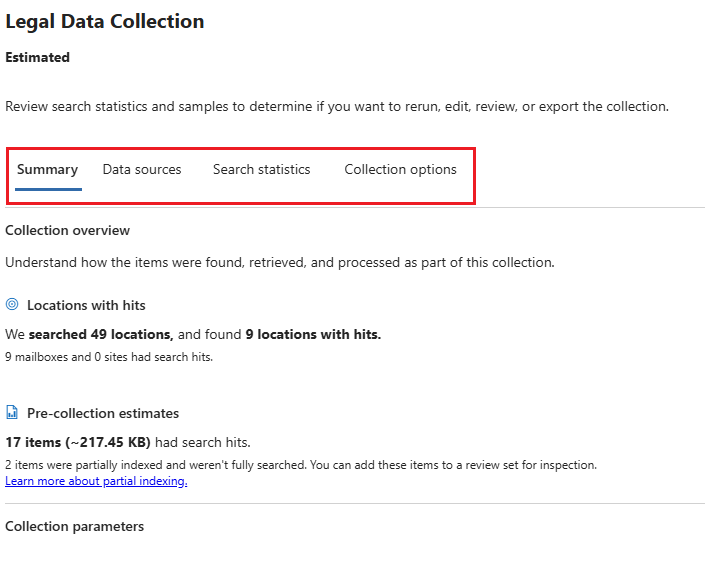 Legal Data Collection
Estimated
Review search statistics and samples to determine if you want to rerun, edit, review, or export the collection.
Summary Data sources Search statistics Collection options
Collection overview
Understand how the items were found, retrieved, and processed as part of this collection.
Locations with hits
We searched 49 locations, and found 9 locations with hits.
9 mailboxes and 0 sites had search hits.
Pre-collection estimates
17 items (~217.45 KB) had search hits.
2 items were partially indexed and weren't fully searched. You can add these items to a review set for inspection.
Learn more about partial indexing.
Collection parameters